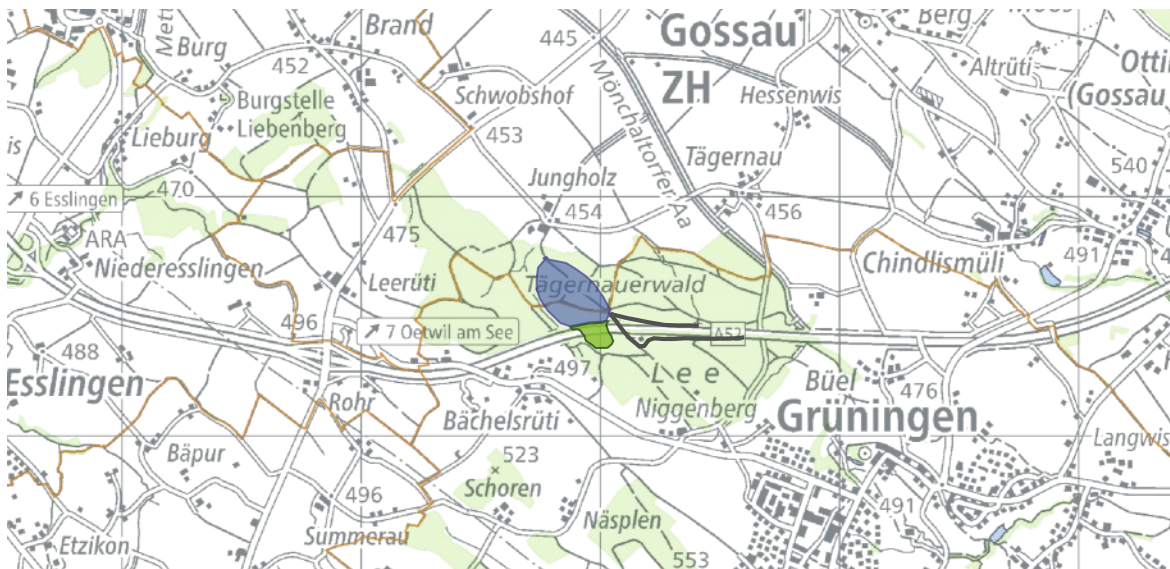 Burg
Brand
445
Gossau
ZH
Berg
452
Altrüti
Otti
(Gossau
Burgstelle
Liebenberg
Schwobshof
Mönchaltorfer Aa
Hessenwis
Lieburg
453
is
470
Jungholz
Tägernau
540
6 Esslingen
454
456
ARA
475
491
Niederesslingen
Leerüti
Tägernauerwald
Chindlismüli
496
7 Oetwil am See
A52
488
497
Lee
Büel
476
Esslingen
Rohr
Bächelsrüti
Niggenberg
Grüningen
Langwis
Bäpur
523
Schoren
496
491
Näsplen
Summerau
Etzikon
553